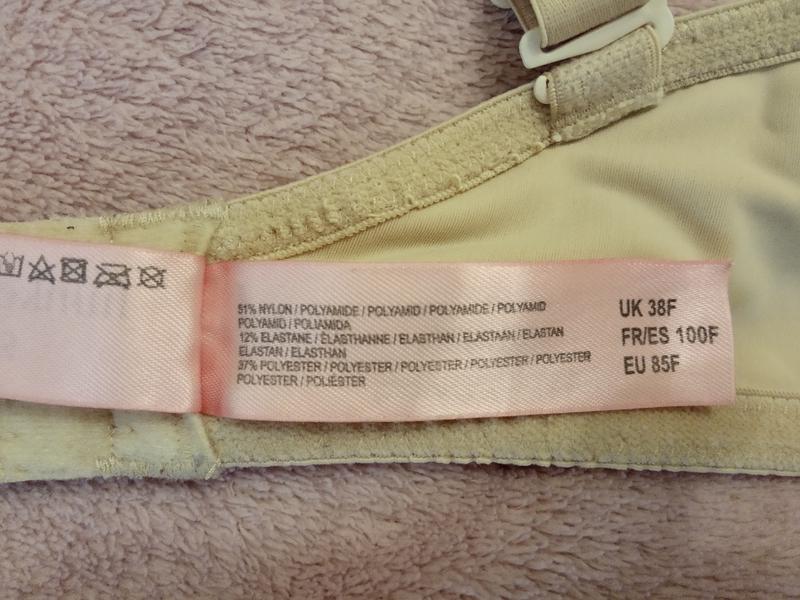 51% NYLON / POLYAMIDE / POLYAMID / POLYAMIDE / POLYAMID
POLYAMID / POLIAMIDA
12% ELASTANE / ÉLASTHANNE / ELASTHAN / ELASTAAN / ELASTAN
ELASTAN / ELASTHAN
37% POLYESTER / POLYESTER / POLYESTER / POLYESTER / POLYESTER
POLYESTER / POLIÉSTER
UK 38F
FR/ES 100F
EU 85F